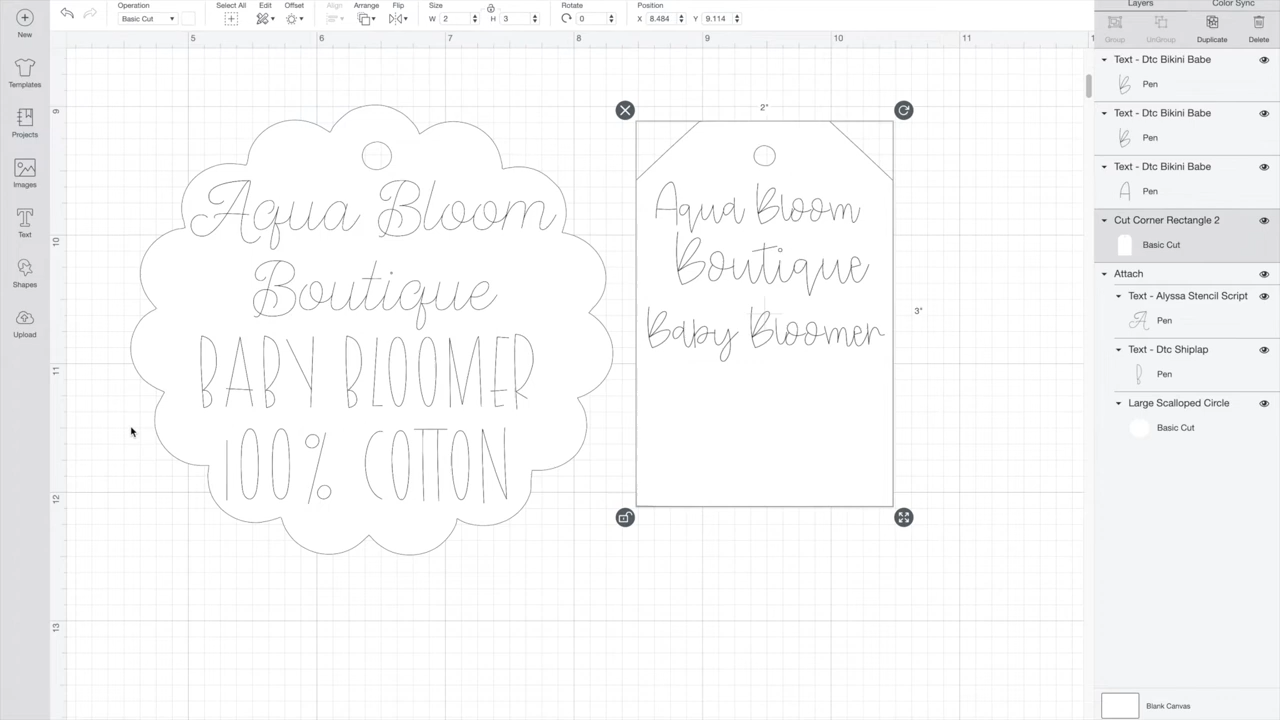 Operation
Basic Cut
Select All
Edit
Offset
Align
Arrange
Flip
Size
W 2
H 3
Rotate
0
Position
X 8.484
Y 9.114
Layers
Color Sync
Group
UnGroup
Duplicate
Delete
New
Templates
Projects
Images
Text
Shapes
Upload
5 6 7 8 9 10 11
9
10
11
12
13
Aqua Bloom
Boutique
BABY BLOOMER
100% COTTON
2"
3"
Aqua Bloom
Boutique
Baby Bloomer
Text - Dtc Bikini Babe
Pen
Text - Dtc Bikini Babe
Pen
Text - Dtc Bikini Babe
Pen
Cut Corner Rectangle 2
Basic Cut
Attach
Text - Alyssa Stencil Script
Pen
Text - Dtc Shiplap
Pen
Large Scalloped Circle
Basic Cut
Blank Canvas